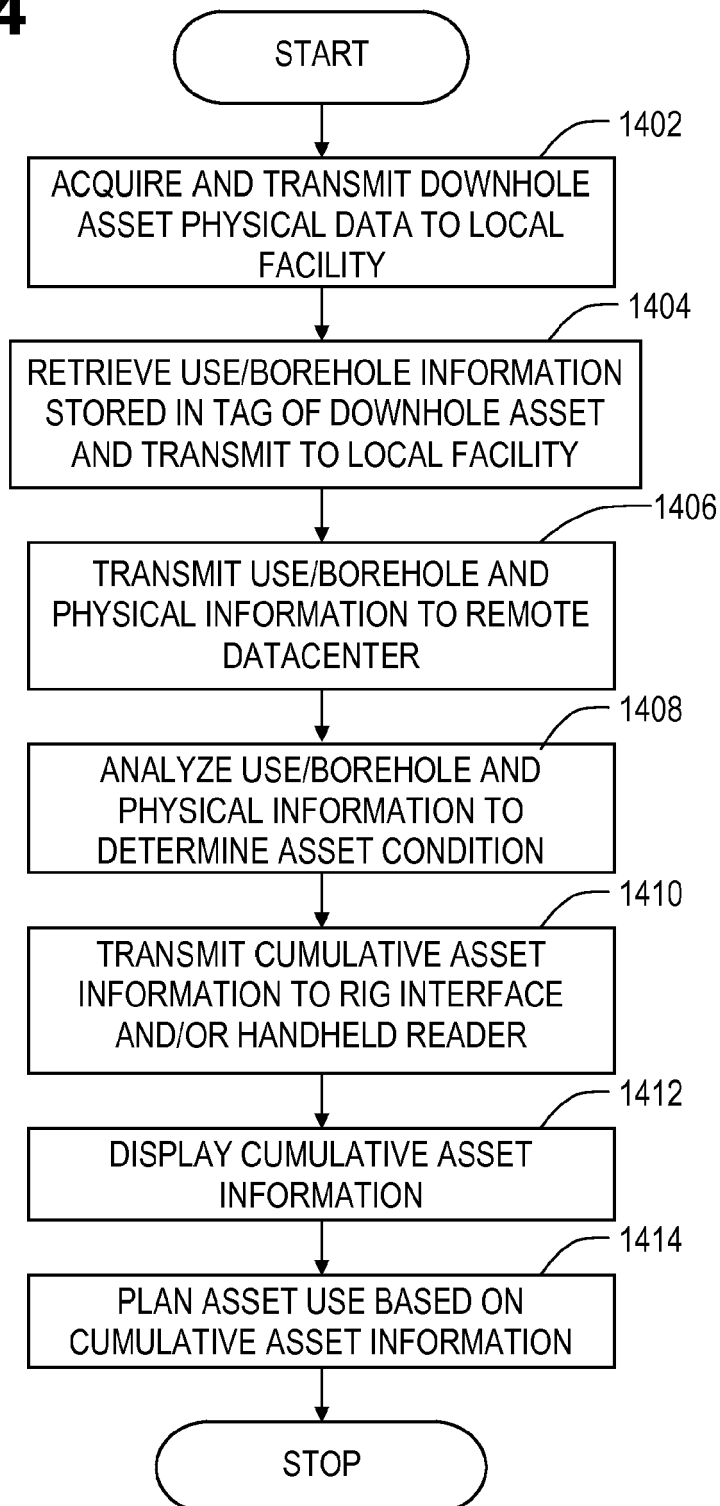 4
START
1402
ACQUIRE AND TRANSMIT DOWNHOLE
ASSET PHYSICAL DATA TO LOCAL
FACILITY
1404
RETRIEVE USE/BOREHOLE INFORMATION
STORED IN TAG OF DOWNHOLE ASSET
AND TRANSMIT TO LOCAL FACILITY
1406
TRANSMIT USE/BOREHOLE AND
PHYSICAL INFORMATION TO REMOTE
DATACENTER
1408
ANALYZE USE/BOREHOLE AND
PHYSICAL INFORMATION TO
DETERMINE ASSET CONDITION
1410
TRANSMIT CUMULATIVE ASSET
INFORMATION TO RIG INTERFACE
AND/OR HANDHELD READER
1412
DISPLAY CUMULATIVE ASSET
INFORMATION
1414
PLAN ASSET USE BASED ON
CUMULATIVE ASSET INFORMATION
STOP